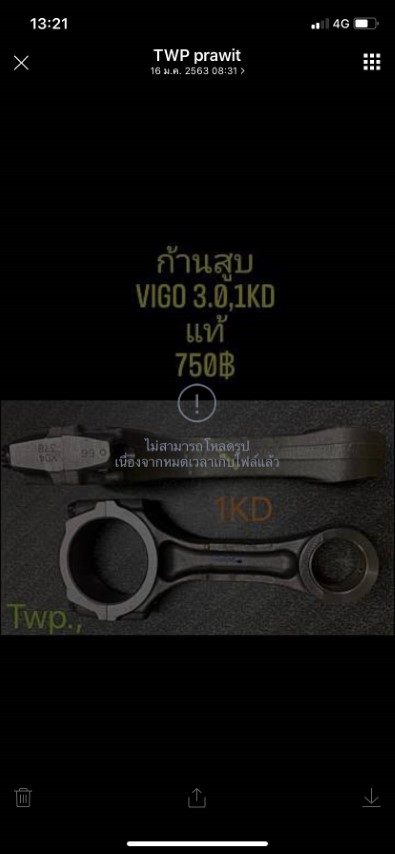 13:21
4G
TWP prawit
16 ม.ค. 2563 08:31
ก้านสูบ
VIGO 3.0,1KD
แท้
750฿
ไม่สามารถโหลดรูป
เนื่องจากหมดเวลาเก็บไฟล์แล้ว
1KD
Twp.,